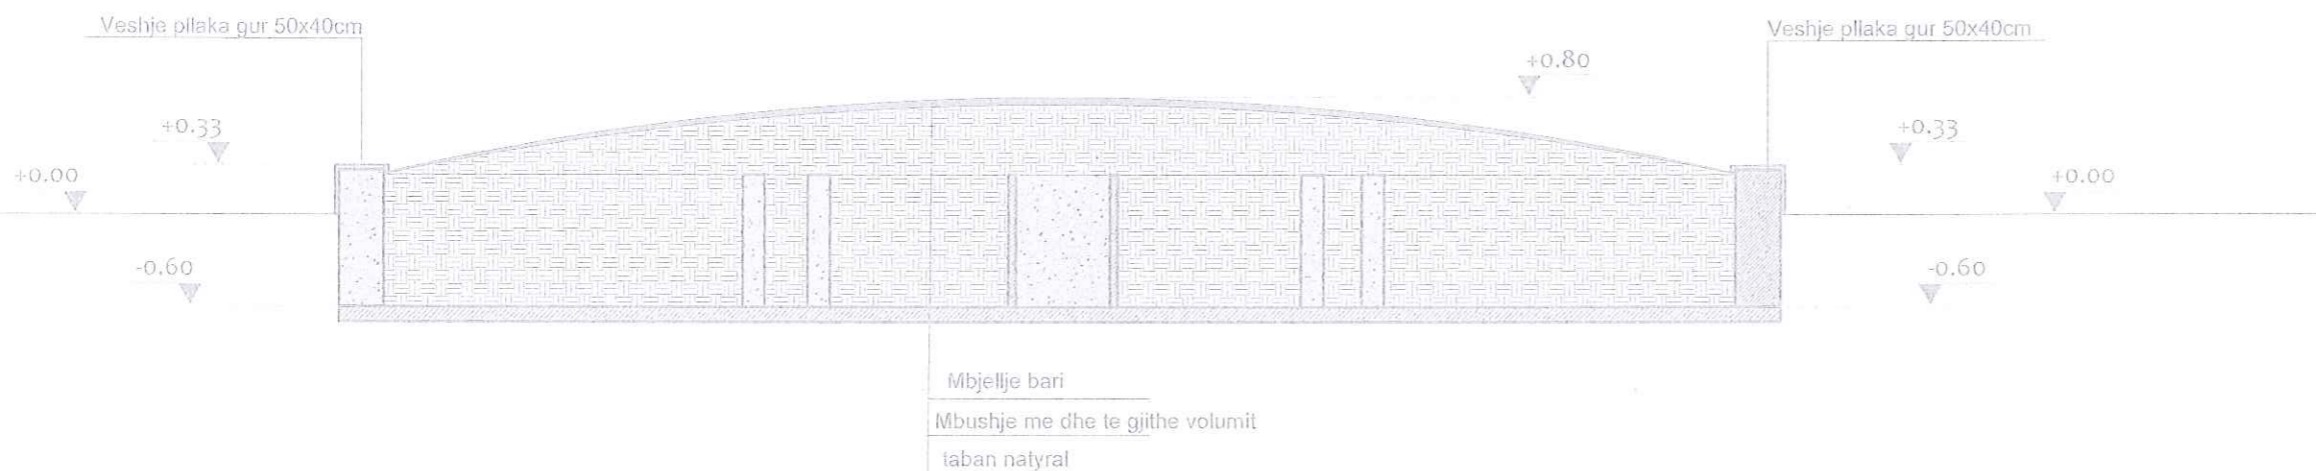 Veshje pllaka gur 50x40cm
Veshje pllaka gur 50x40cm
+0.80
+0.33
+0.33
+0.00
+0.00
-0.60
-0.60
Mbjellje bari
Mbushje me dhe te gjithe volumit
taban natyral